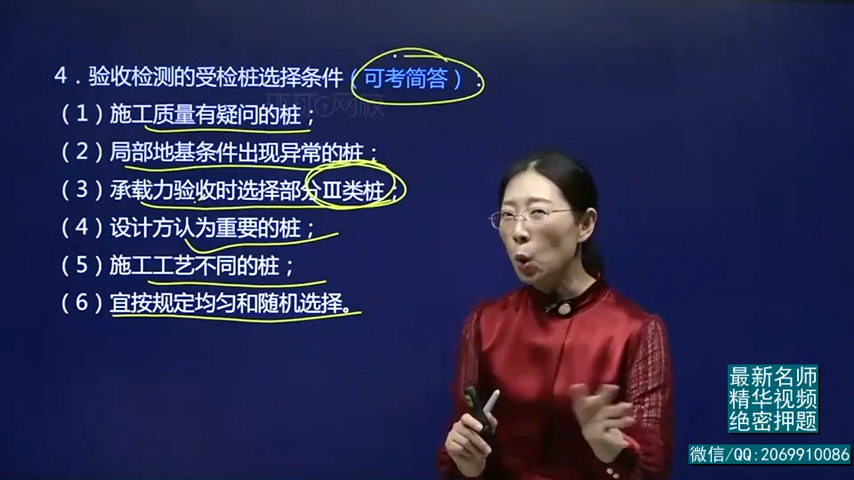 4．验收检测的受检桩选择条件（可考简答）：
（1）施工质量有疑问的桩；
（2）局部地基条件出现异常的桩；
（3）承载力验收时选择部分Ⅲ类桩；
（4）设计方认为重要的桩；
（5）施工工艺不同的桩；
（6）宜按规定均匀和随机选择。
最新名师
精华视频
绝密押题
微信/QQ:2069910086